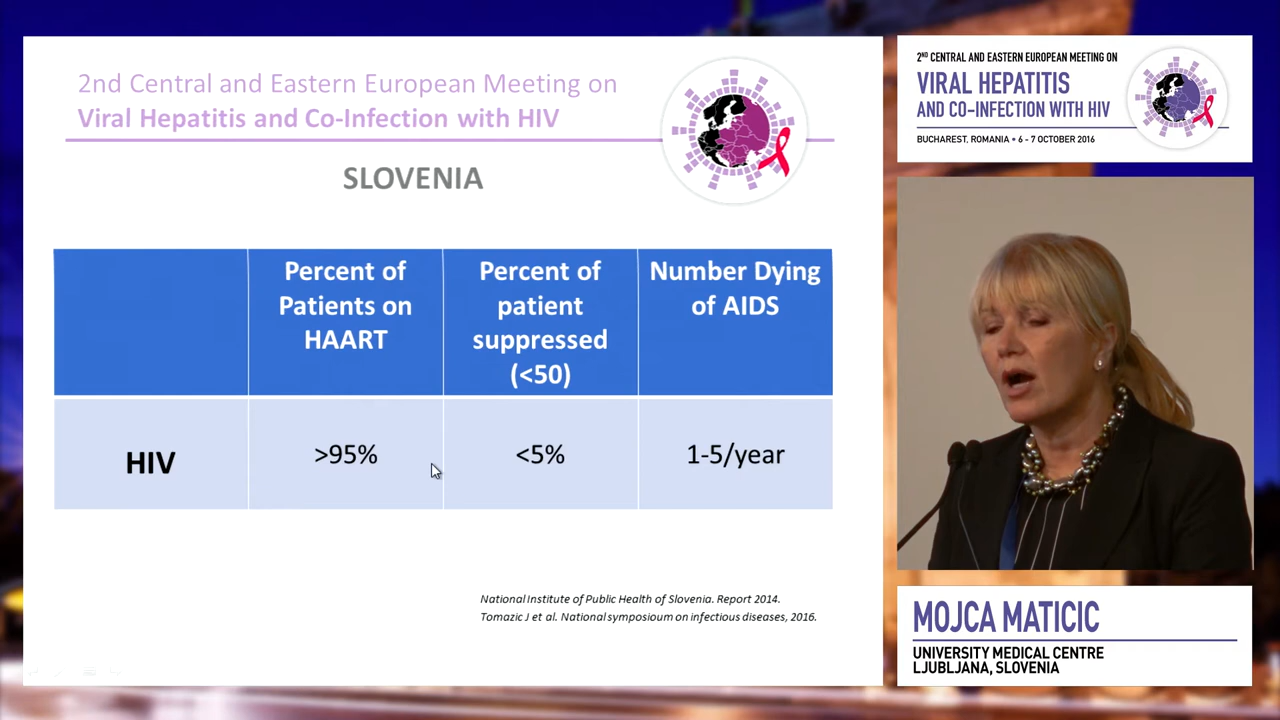 2nd Central and Eastern European Meeting on
Viral Hepatitis and Co-Infection with HIV
SLOVENIA
Percent of
Patients on
HAART
Percent of
patient
suppressed
(<50)
Number Dying
of AIDS
HIV
>95%
<5%
1-5/year
National Institute of Public Health of Slovenia. Report 2014.
Tomazic J et al. National symposioum on infectious diseases, 2016.
2ND CENTRAL AND EASTERN EUROPEAN MEETING ON
VIRAL HEPATITIS
AND CO-INFECTION WITH HIV
BUCHAREST, ROMANIA • 6 - 7 OCTOBER 2016
MOJCA MATICIC
UNIVERSITY MEDICAL CENTRE
LJUBLJANA, SLOVENIA